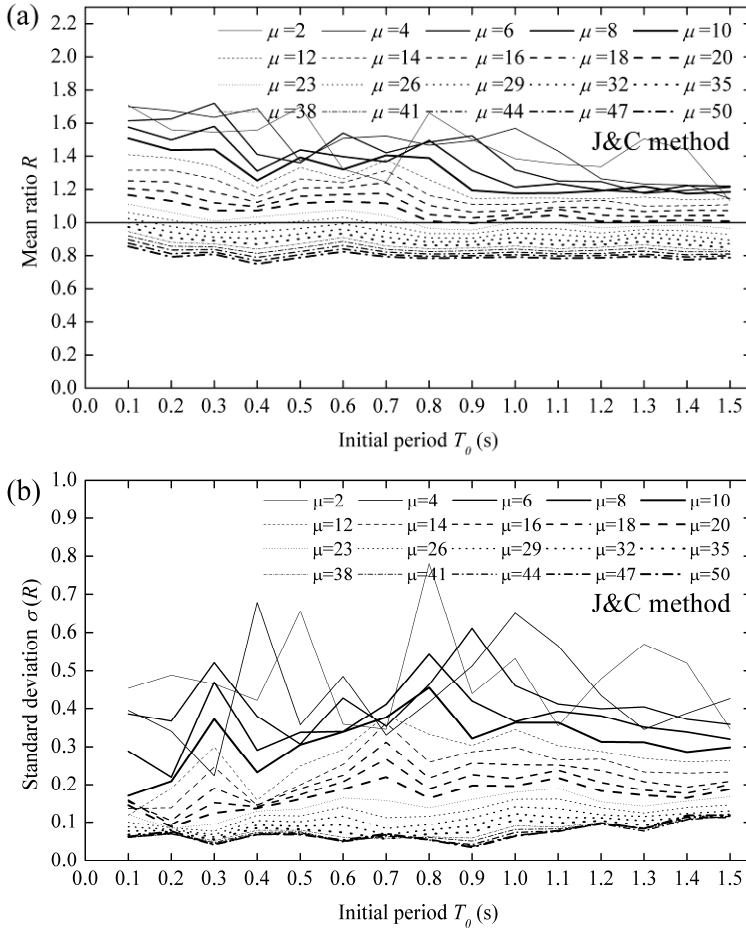 (a)
2.2
2.0
1.8
1.6
1.4
1.2
1.0
0.8
0.6
0.4
0.2
0.0
Mean ratio R
μ=2 μ=4 μ=6 μ=8 μ=10
μ=12 μ=14 μ=16 μ=18 μ=20
μ=23 μ=26 μ=29 μ=32 μ=35
μ=38 μ=41 μ=44 μ=47 μ=50
J&C method
0.0 0.1 0.2 0.3 0.4 0.5 0.6 0.7 0.8 0.9 1.0 1.1 1.2 1.3 1.4 1.5
Initial period T0 (s)
(b)
1.0
0.9
0.8
0.7
0.6
0.5
0.4
0.3
0.2
0.1
0.0
Standard deviation σ(R)
μ=2 μ=4 μ=6 μ=8 μ=10
μ=12 μ=14 μ=16 μ=18 μ=20
μ=23 μ=26 μ=29 μ=32 μ=35
μ=38 μ=41 μ=44 μ=47 μ=50
J&C method
0.0 0.1 0.2 0.3 0.4 0.5 0.6 0.7 0.8 0.9 1.0 1.1 1.2 1.3 1.4 1.5
Initial period T0 (s)